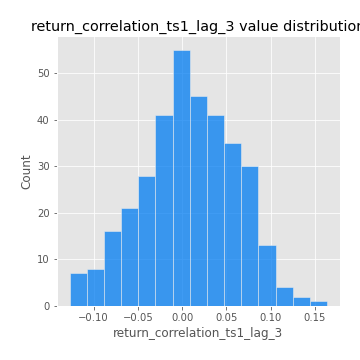 return_correlation_ts1_lag_3 value distribution
Count
50
40
30
20
10
0
−0.10 −0.05 0.00 0.05 0.10 0.15
return_correlation_ts1_lag_3